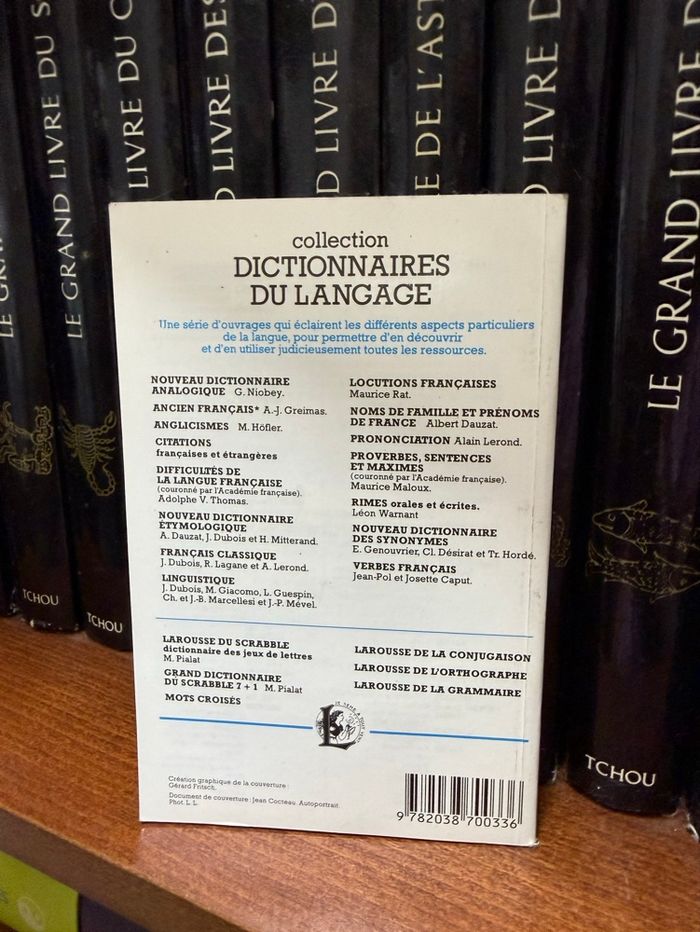 LE GRAND LIVRE DU S
LIVRE DU C
LIVRE DES
LIVRE D
E DE L'AST
LIVRE D
LE GRAND LIVRE D
collection
DICTIONNAIRES
DU LANGAGE
Une série d'ouvrages qui éclairent les différents aspects particuliers
de la langue, pour permettre d'en découvrir
et d'en utiliser judicieusement toutes les ressources.
NOUVEAU DICTIONNAIRE
ANALOGIQUE G. Niobey.
ANCIEN FRANÇAIS* A.-J. Greimas.
ANGLICISMES M. Höfler.
CITATIONS
françaises et étrangères
DIFFICULTÉS DE
LA LANGUE FRANÇAISE
(couronné par l'Académie française).
Adolphe V. Thomas.
NOUVEAU DICTIONNAIRE
ÉTYMOLOGIQUE
A. Dauzat, J. Dubois et H. Mitterand.
FRANÇAIS CLASSIQUE
J. Dubois, R. Lagane et A. Lerond.
LINGUISTIQUE
J. Dubois, M. Giacomo, L. Guespin,
Ch. et J.-B. Marcellesi et J.-P. Mével.
LOCUTIONS FRANÇAISES
Maurice Rat.
NOMS DE FAMILLE ET PRÉNOMS
DE FRANCE Albert Dauzat.
PRONONCIATION Alain Lerond.
PROVERBES, SENTENCES
ET MAXIMES
(couronné par l'Académie française).
Maurice Maloux.
RIMES orales et écrites.
Léon Warnant
NOUVEAU DICTIONNAIRE
DES SYNONYMES
E. Genouvrier, Cl. Désirat et Tr. Hordé.
VERBES FRANÇAIS
Jean-Pol et Josette Caput.
LAROUSSE DU SCRABBLE
dictionnaire des jeux de lettres
M. Pialat
GRAND DICTIONNAIRE
DU SCRABBLE 7 + 1 M. Pialat
MOTS CROISÉS
LAROUSSE DE LA CONJUGAISON
LAROUSSE DE L'ORTHOGRAPHE
LAROUSSE DE LA GRAMMAIRE
Création graphique de la couverture :
Gérard Fritsch.
Document de couverture : Jean Cocteau. Autoportrait.
Phot. L. L.
9 782038 700336
TCHOU
TCHOU
TCHOU